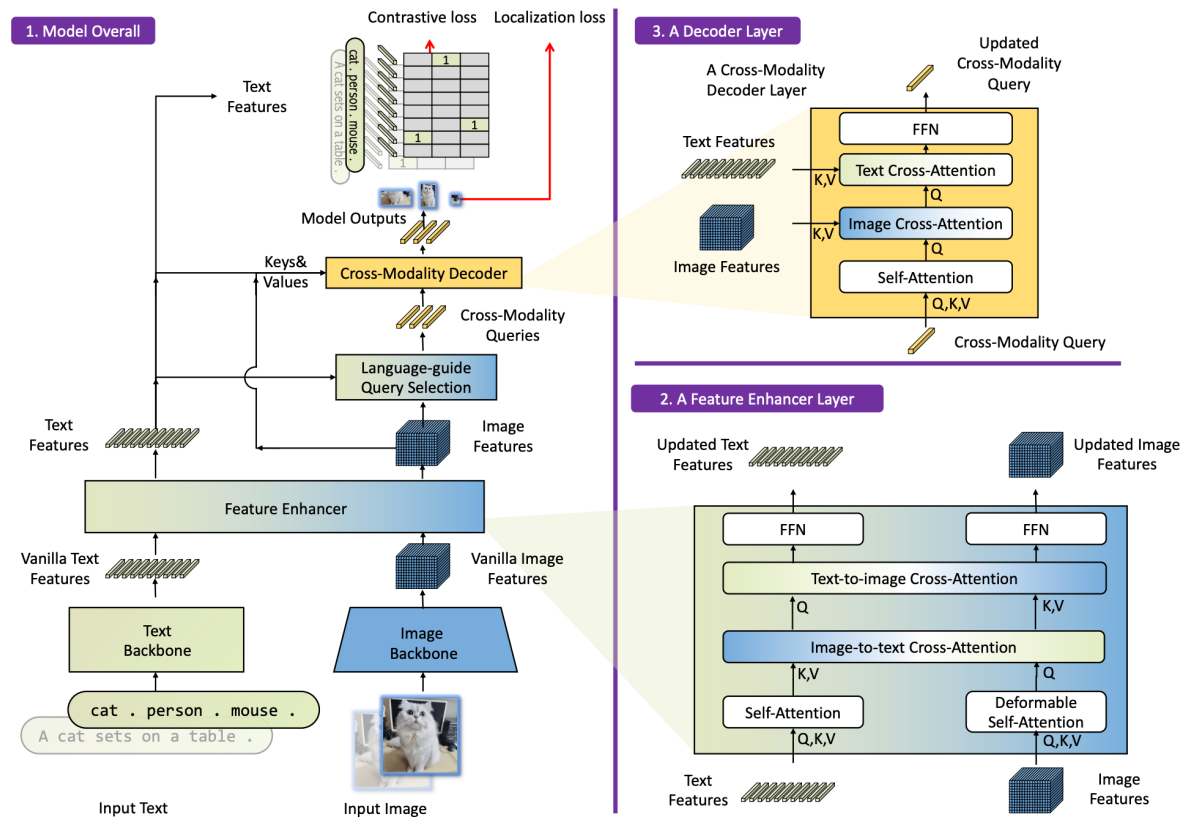 1. Model Overall
Contrastive loss
Localization loss
cat . person . mouse .
A cat sets on a table .
1
1
1
1
Text
Features
Model Outputs
Keys&
Values
Cross-Modality Decoder
Cross-Modality
Queries
Language-guide
Query Selection
Text
Features
Image
Features
Feature Enhancer
Vanilla Text
Features
Vanilla Image
Features
Text
Backbone
Image
Backbone
cat . person . mouse .
A cat sets on a table .
Input Text
Input Image
3. A Decoder Layer
A Cross-Modality
Decoder Layer
Updated
Cross-Modality
Query
FFN
Text Features
K,V
Text Cross-Attention
Q
K,V
Image Cross-Attention
Image Features
Q
Self-Attention
Q,K,V
Cross-Modality Query
2. A Feature Enhancer Layer
Updated Text
Features
Updated Image
Features
FFN
FFN
Text-to-image Cross-Attention
Q
K,V
Image-to-text Cross-Attention
K,V
Q
Self-Attention
Deformable
Self-Attention
Q,K,V
Q,K,V
Text
Features
Image
Features